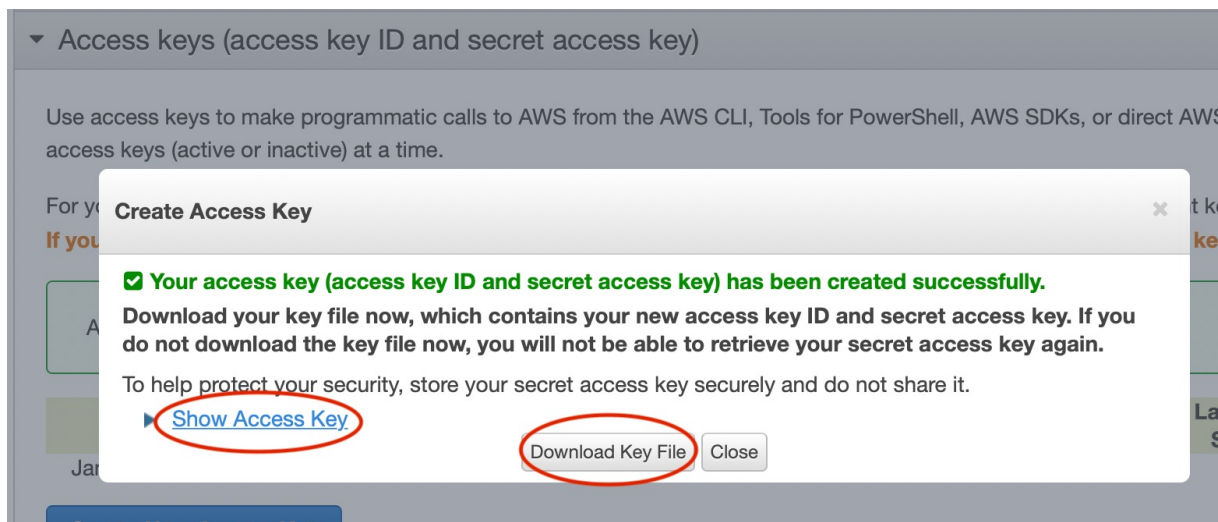 Access keys (access key ID and secret access key)
Use access keys to make programmatic calls to AWS from the AWS CLI, Tools for PowerShell, AWS SDKs, or direct AWS
access keys (active or inactive) at a time.
For
If you
Create Access Key
Your access key (access key ID and secret access key) has been created successfully.
Download your key file now, which contains your new access key ID and secret access key. If you
do not download the key file now, you will not be able to retrieve your secret access key again.
To help protect your security, store your secret access key securely and do not share it.
Show Access Key
Download Key File Close